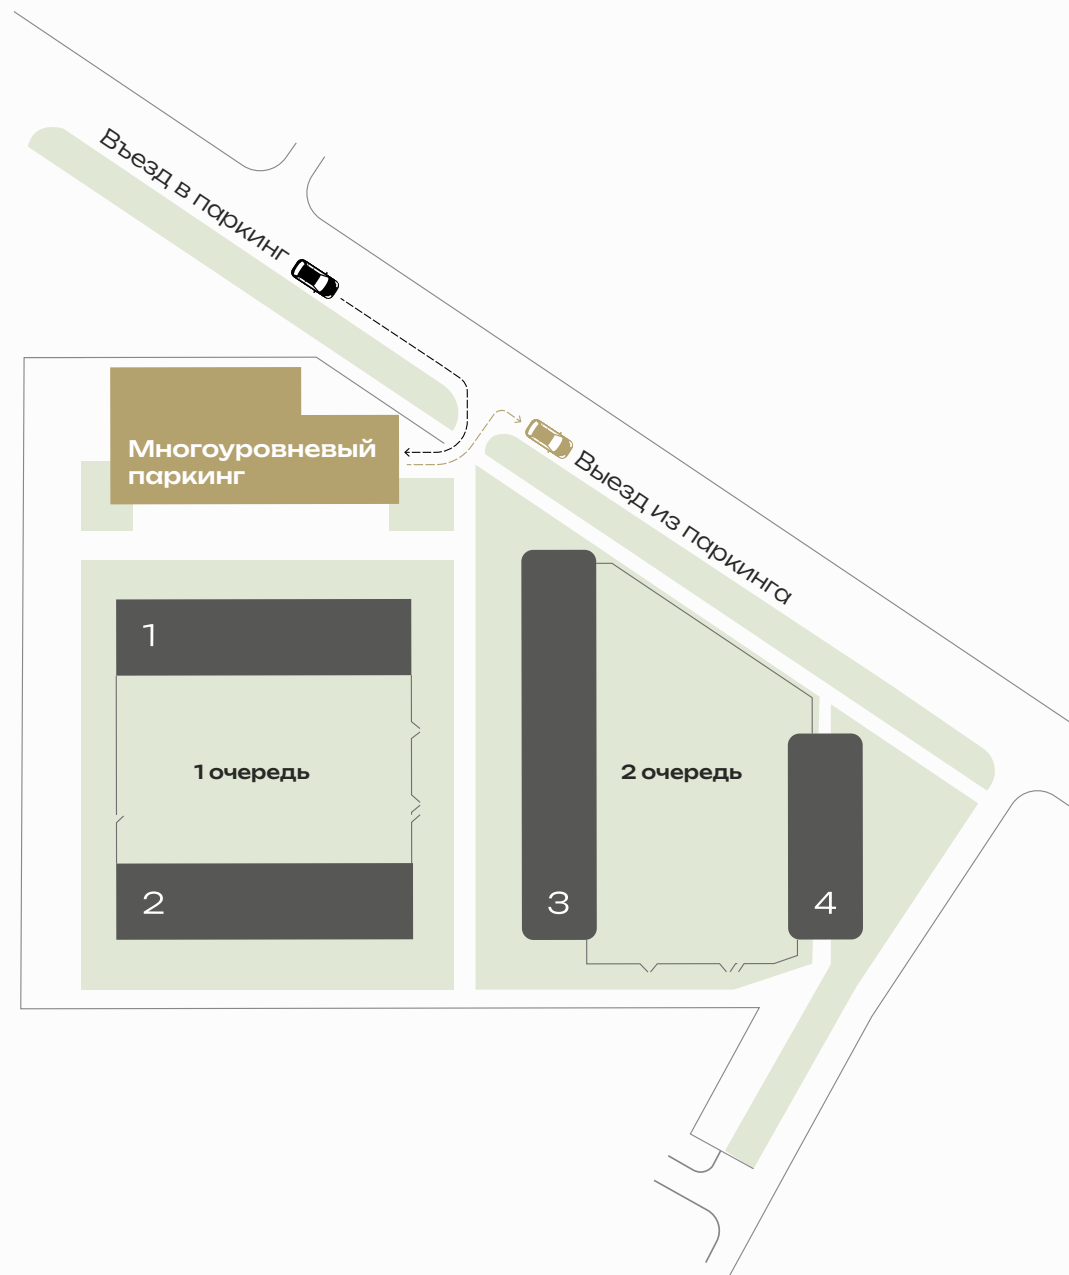 Въезд в паркинг
Многоуровневый
паркинг
Выезд из паркинга
1
1 очередь
2 очередь
2
3
4